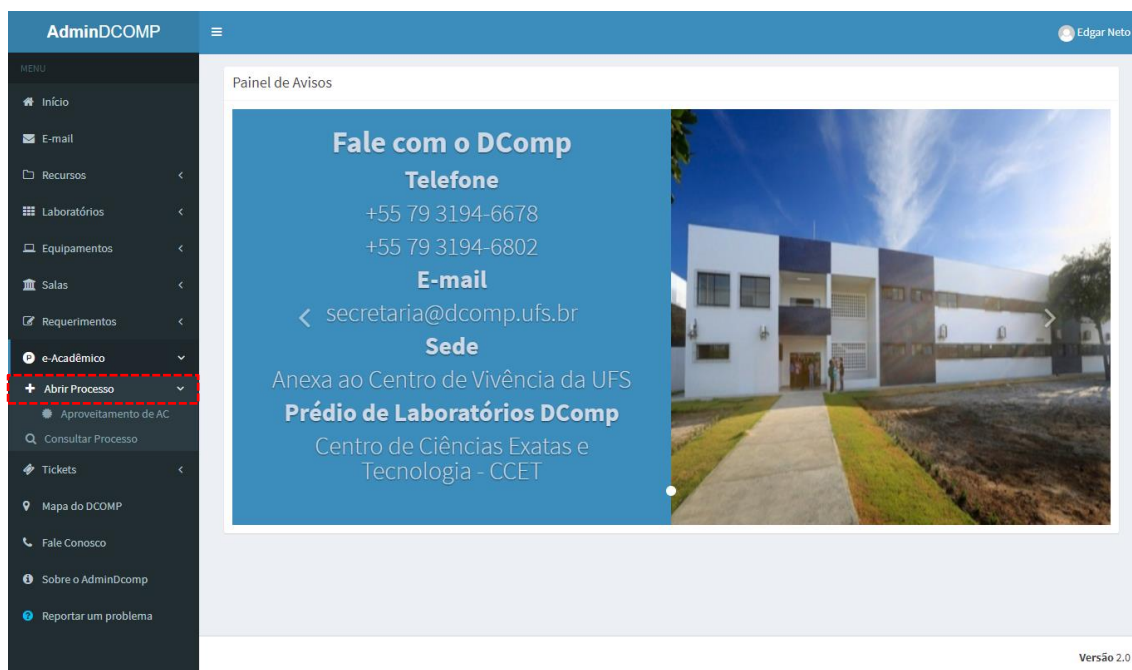 AdminDCOMP
Edgar Neto
MENU
Início
E-mail
Recursos
Laboratórios
Equipamentos
Salas
Requerimentos
e-Acadêmico
Abrir Processo
Aproveitamento de AC
Consultar Processo
Tickets
Mapa do DCOMP
Fale Conosco
Sobre o AdminDcomp
Reportar um problema
Painel de Avisos
Fale com o DComp
Telefone
+55 79 3194-6678
+55 79 3194-6802
E-mail
secretaria@dcomp.ufs.br
Sede
Anexa ao Centro de Vivência da UFS
Prédio de Laboratórios DComp
Centro de Ciências Exatas e
Tecnologia - CCET
Versão 2.0